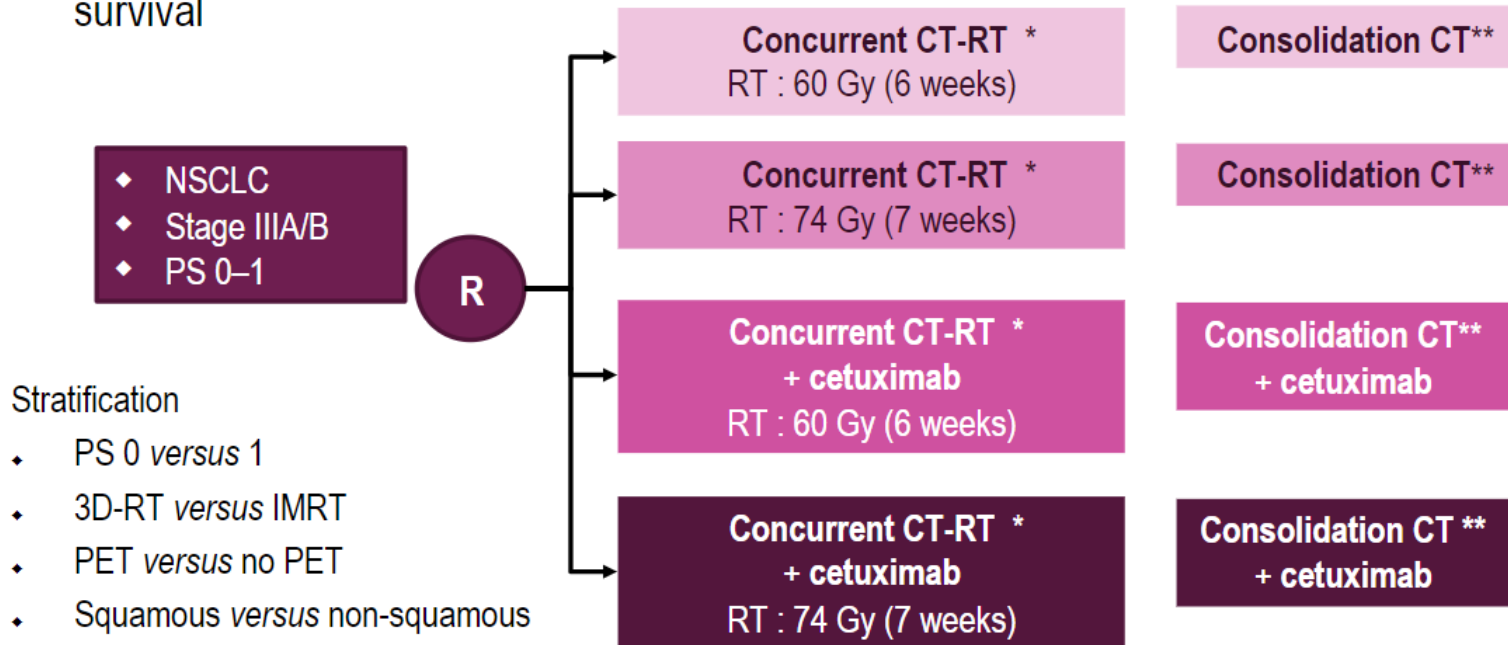 survival
◆ NSCLC
◆ Stage IIIA/B
◆ PS 0–1
R
Concurrent CT-RT *
RT : 60 Gy (6 weeks)
Consolidation CT**
Concurrent CT-RT *
RT : 74 Gy (7 weeks)
Consolidation CT**
Concurrent CT-RT *
+ cetuximab
RT : 60 Gy (6 weeks)
Consolidation CT**
+ cetuximab
Concurrent CT-RT *
+ cetuximab
RT : 74 Gy (7 weeks)
Consolidation CT **
+ cetuximab
Stratification
◆ PS 0 versus 1
◆ 3D-RT versus IMRT
◆ PET versus no PET
◆ Squamous versus non-squamous